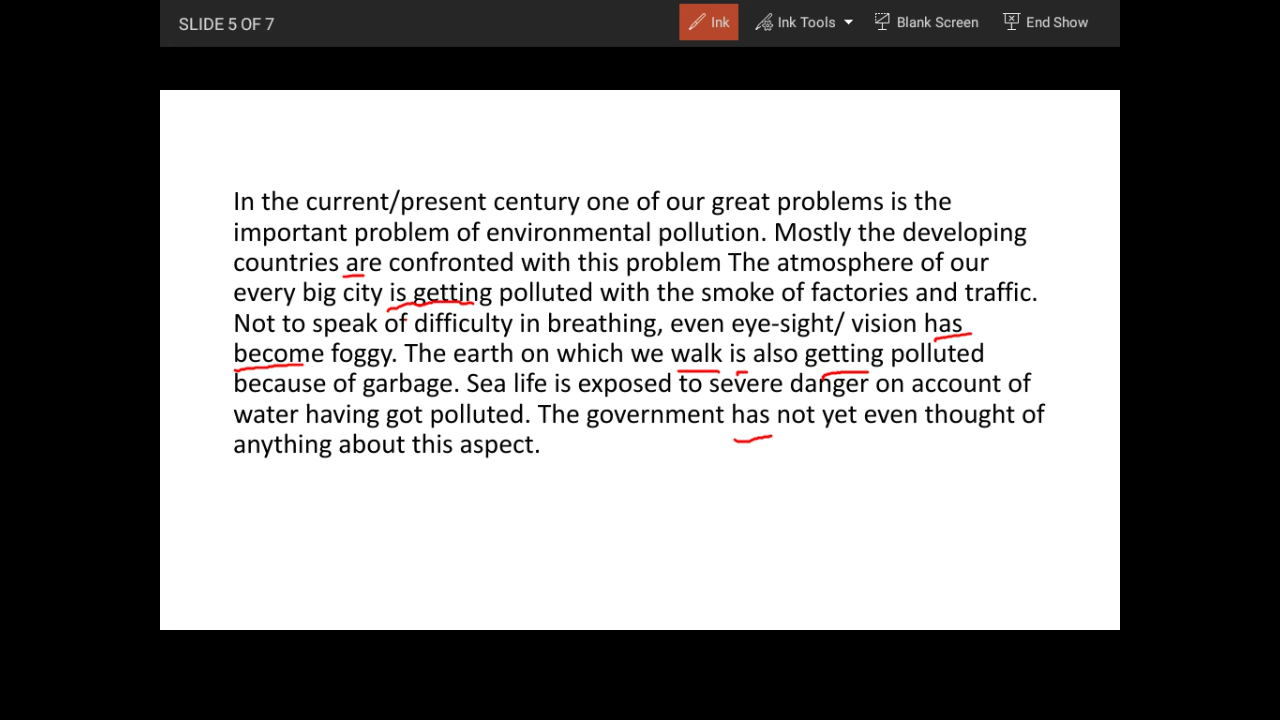 SLIDE 5 OF 7
Ink
Ink Tools
Blank Screen
End Show
In the current/present century one of our great problems is the
important problem of environmental pollution. Mostly the developing
countries are confronted with this problem The atmosphere of our
every big city is getting polluted with the smoke of factories and traffic.
Not to speak of difficulty in breathing, even eye-sight/ vision has
become foggy. The earth on which we walk is also getting polluted
because of garbage. Sea life is exposed to severe danger on account of
water having got polluted. The government has not yet even thought of
anything about this aspect.